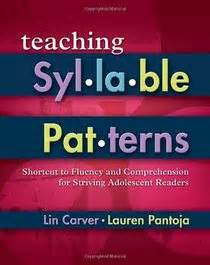 teaching
Syl·la·ble
Pat·terns
Shortcut to Fluency and Comprehension
for Striving Adolescent Readers
Lin Carver · Lauren Pantoja